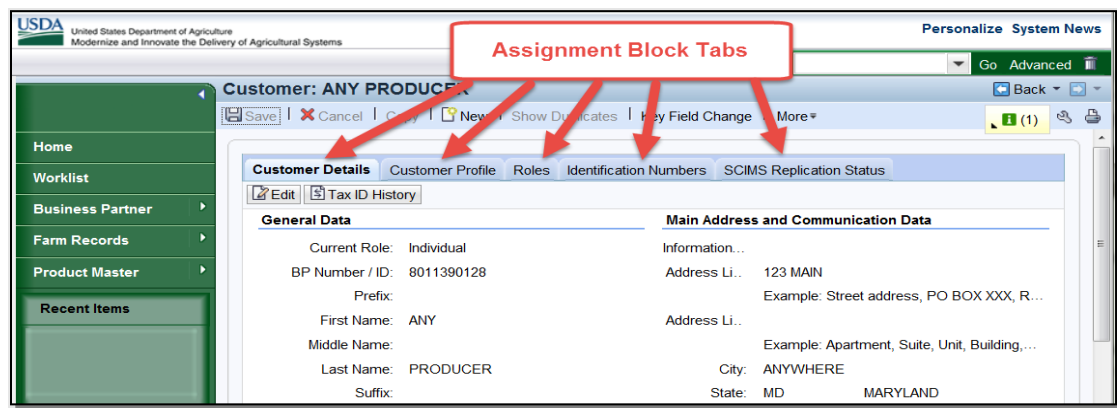 USDA United States Department of Agriculture
Modernize and Innovate the Delivery of Agricultural Systems
Personalize System News
Assignment Block Tabs
Go Advanced
Customer: ANY PRODUCER
Back
Save Cancel Copy New Show Duplicates Key Field Change More
(1)
Home
Worklist
Business Partner
Farm Records
Product Master
Recent Items
Customer Details Customer Profile Roles Identification Numbers SCIMS Replication Status
Edit Tax ID History
General Data Main Address and Communication Data
Current Role: Individual Information...
BP Number / ID: 8011390128 Address Li.. 123 MAIN
Prefix: Example: Street address, PO BOX XXX, R...
First Name: ANY Address Li..
Middle Name: Example: Apartment, Suite, Unit, Building,...
Last Name: PRODUCER City: ANYWHERE
Suffix: State: MD MARYLAND